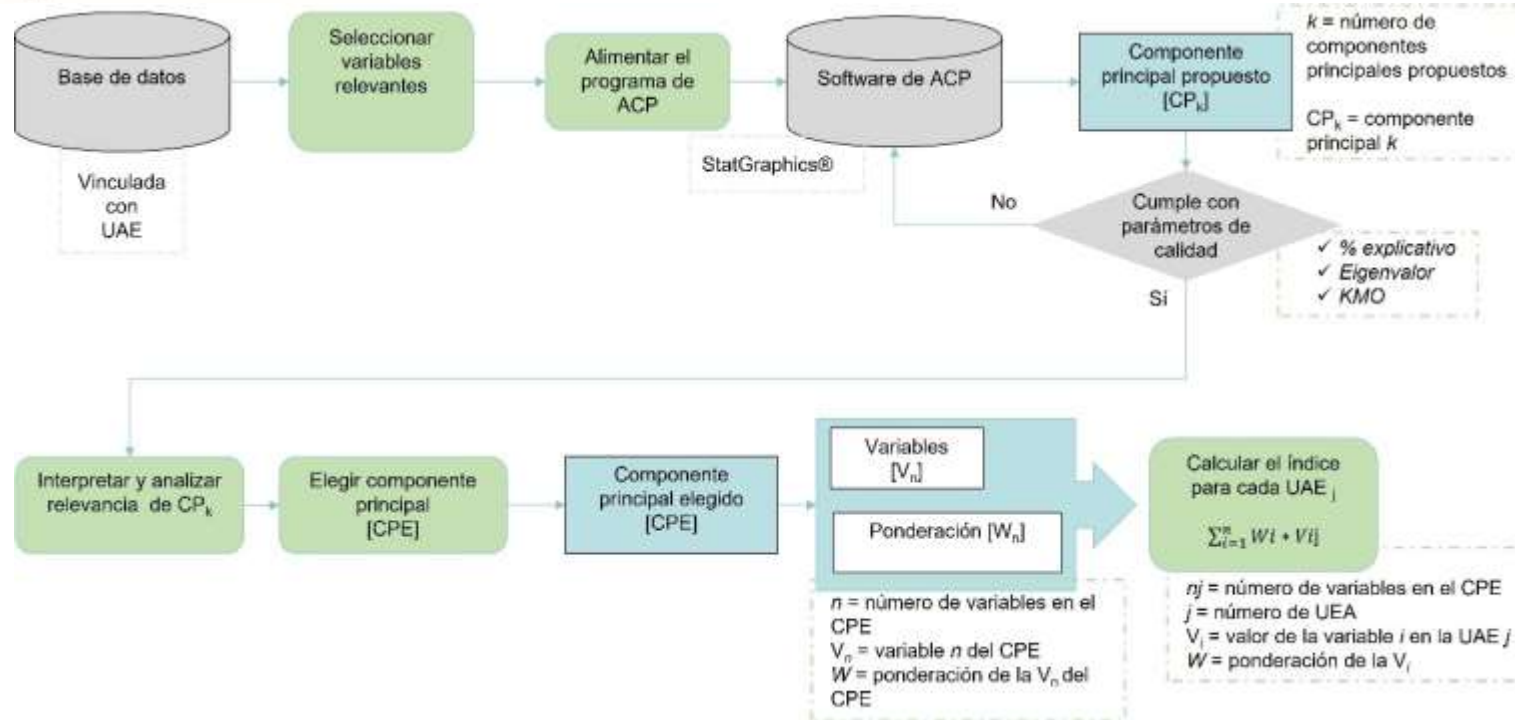 Base de datos
Vinculada
con
UAE
Seleccionar
variables
relevantes
Alimentar el
programa de
ACP
StatGraphics®
Software de ACP
Componente
principal propuesto
[CPk]
k = número de
componentes
principales propuestos
CPk = componente
principal k
Cumple con
parámetros de
calidad
No
Sí
✓ % explicativo
✓ Eigenvalor
✓ KMO
Interpretar y analizar
relevancia de CPk
Elegir componente
principal
[CPE]
Componente
principal elegido
[CPE]
Variables
[Vn]
Ponderación [Wn]
n = número de variables en el
CPE
Vn = variable n del CPE
W = ponderación de la Vn del
CPE
Calcular el índice
para cada UAE j
∑ⁿᵢ₌₁ Wi * Vij
nj = número de variables en el CPE
j = número de UEA
Vi = valor de la variable i en la UAE j
W = ponderación de la Vi